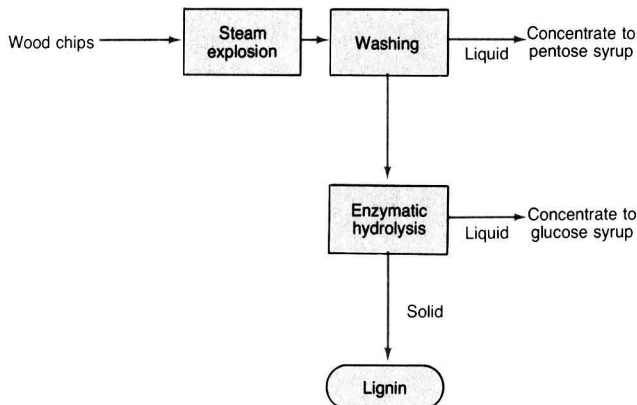 Wood chips
Steam
explosion
Washing
Liquid
Concentrate to
pentose syrup
Enzymatic
hydrolysis
Liquid
Concentrate to
glucose syrup
Solid
Lignin